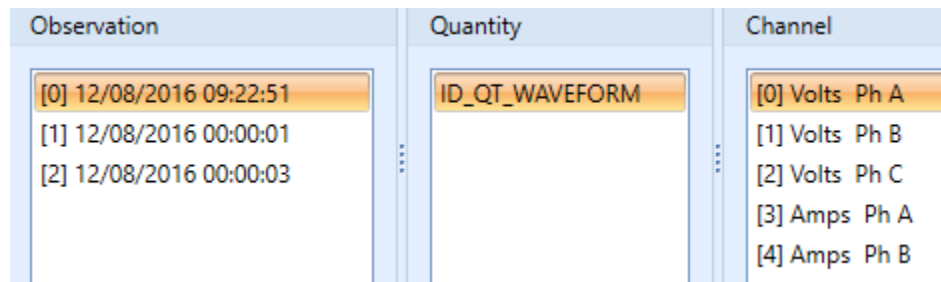 Observation
[0] 12/08/2016 09:22:51
[1] 12/08/2016 00:00:01
[2] 12/08/2016 00:00:03
Quantity
ID_QT_WAVEFORM
Channel
[0] Volts  Ph A
[1] Volts  Ph B
[2] Volts  Ph C
[3] Amps  Ph A
[4] Amps  Ph B